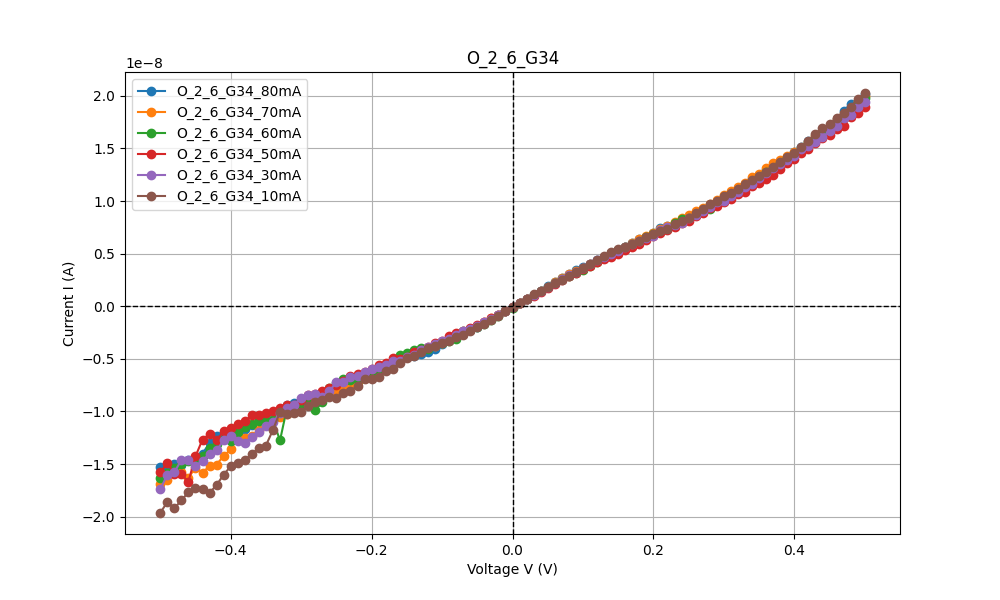 O_2_6_G34
1e−8
O_2_6_G34_80mA
O_2_6_G34_70mA
O_2_6_G34_60mA
O_2_6_G34_50mA
O_2_6_G34_30mA
O_2_6_G34_10mA
2.0
1.5
1.0
0.5
0.0
−0.5
−1.0
−1.5
−2.0
Current I (A)
−0.4 −0.2 0.0 0.2 0.4
Voltage V (V)